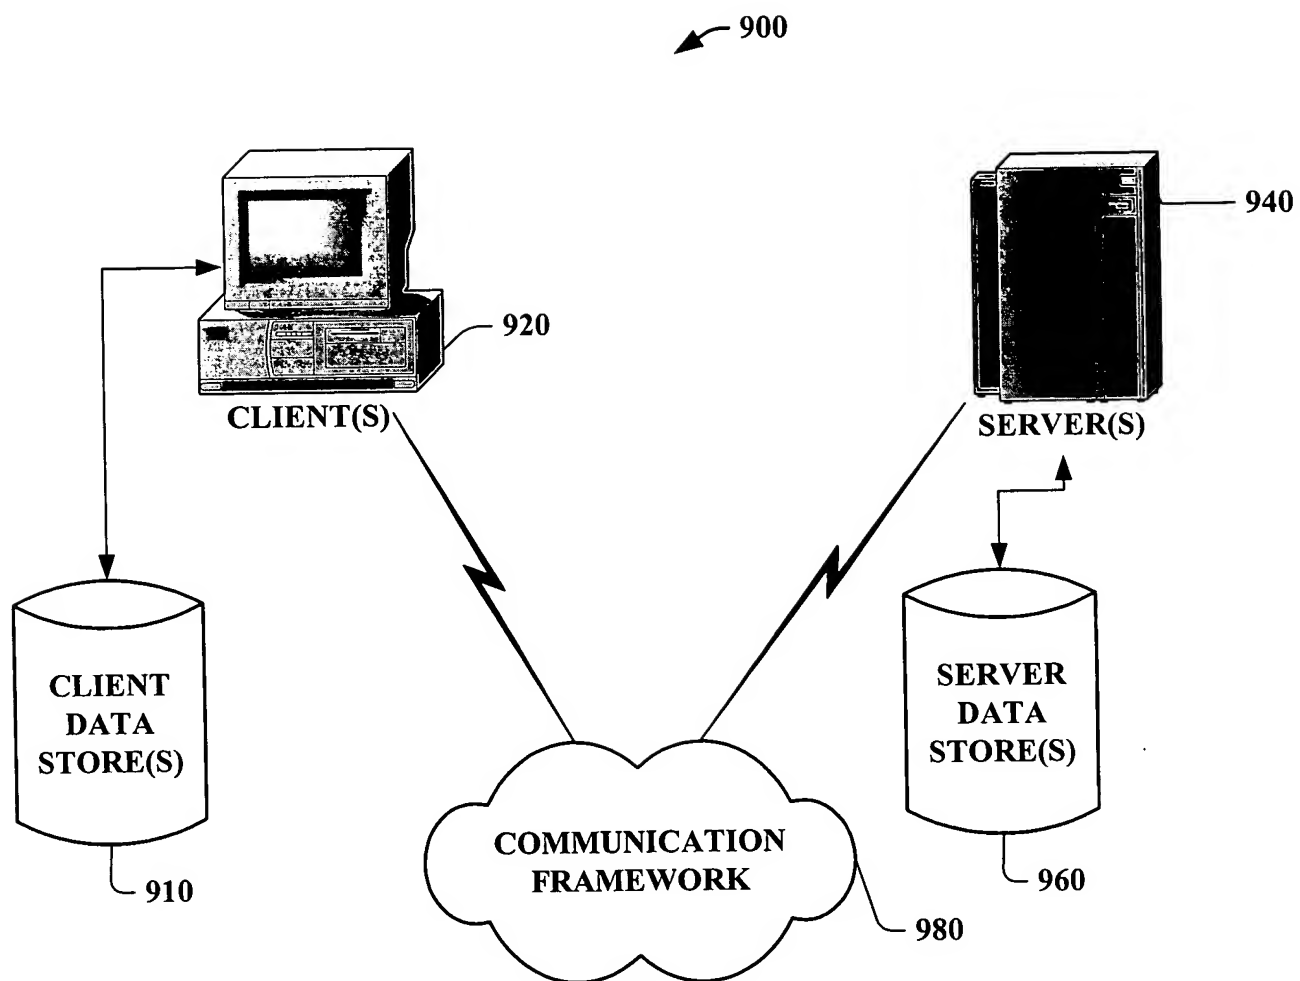 900
940
920
CLIENT(S)
SERVER(S)
CLIENT
DATA
STORE(S)
SERVER
DATA
STORE(S)
COMMUNICATION
FRAMEWORK
910
960
980